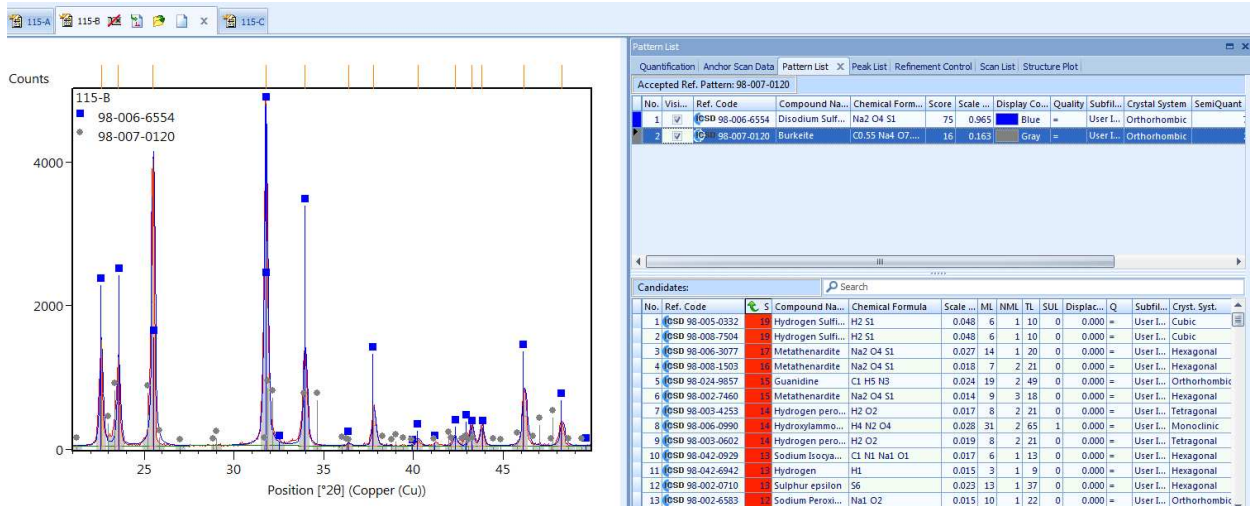 115-A 115-B x 115-C
Pattern List
Quantification Anchor Scan Data Pattern List X Peak List Refinement Control Scan List Structure Plot
Accepted Ref. Pattern: 98-007-0120
No. Visi... Ref. Code Compound Na... Chemical Form... Score Scale ... Display Co... Quality Subfil... Crystal System SemiQuant
1 ICSD 98-006-6554 Disodium Sulf... Na2 O4 S1 75 0.965 Blue = User I... Orthorhombic
2 ICSD 98-007-0120 Burkeite C0.55 Na4 O7.... 16 0.163 Gray = User I... Orthorhombic
Counts
115-B
98-006-6554
98-007-0120
4000
2000
0
25 30 35 40 45
Position [°2θ] (Copper (Cu))
Candidates: Search
No. Ref. Code S Compound Na... Chemical Formula Scale ... ML NML TL SUL Displac... Q Subfil... Cryst. Syst.
1 ICSD 98-005-0332 19 Hydrogen Sulfi... H2 S1 0.048 6 1 10 0 0.000 = User I... Cubic
2 ICSD 98-008-7504 19 Hydrogen Sulfi... H2 S1 0.048 6 1 10 0 0.000 = User I... Cubic
3 ICSD 98-006-3077 17 Metathenardite Na2 O4 S1 0.027 14 1 20 0 0.000 = User I... Hexagonal
4 ICSD 98-008-1503 16 Metathenardite Na2 O4 S1 0.018 7 2 21 0 0.000 = User I... Hexagonal
5 ICSD 98-024-9857 15 Guanidine C1 H5 N3 0.024 19 2 49 0 0.000 = User I... Orthorhombic
6 ICSD 98-002-7460 15 Metathenardite Na2 O4 S1 0.014 9 3 18 0 0.000 = User I... Hexagonal
7 ICSD 98-003-4253 14 Hydrogen pero... H2 O2 0.017 8 2 21 0 0.000 = User I... Tetragonal
8 ICSD 98-006-0990 14 Hydroxylammo... H4 N2 O4 0.028 31 2 65 1 0.000 = User I... Monoclinic
9 ICSD 98-003-0602 14 Hydrogen pero... H2 O2 0.019 8 2 21 0 0.000 = User I... Tetragonal
10 ICSD 98-042-0929 13 Sodium Isocya... C1 N1 Na1 O1 0.017 6 1 13 0 0.000 = User I... Hexagonal
11 ICSD 98-042-6942 13 Hydrogen H1 0.015 3 1 9 0 0.000 = User I... Hexagonal
12 ICSD 98-002-0710 13 Sulphur epsilon S6 0.023 13 1 37 0 0.000 = User I... Hexagonal
13 ICSD 98-002-6583 12 Sodium Peroxi... Na1 O2 0.015 10 1 22 0 0.000 = User I... Orthorhombic